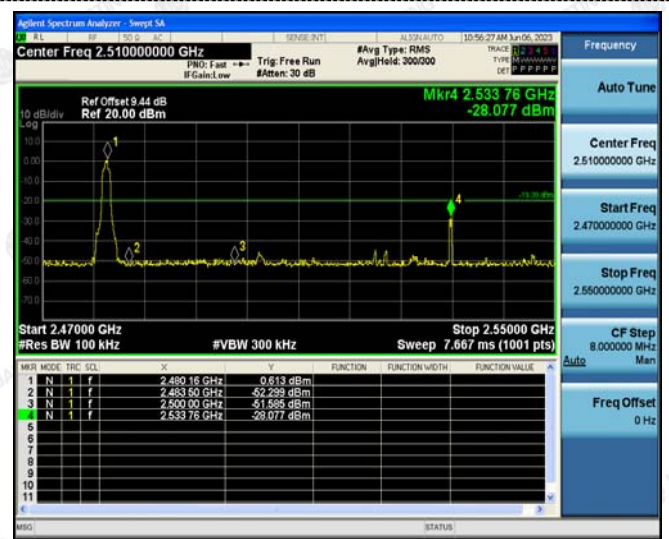 Agilent Spectrum Analyzer - Swept SA
RL RF 50 Ω AC SENSE:INT ALIGN AUTO 10:56:27 AM Jun 06, 2023
Center Freq 2.510000000 GHz #Avg Type: RMS TRACE 1 2 3 4 5 6
PNO: Fast Trig: Free Run Avg|Hold: 300/300 TYPE
IFGain:Low #Atten: 30 dB DET P P P P P P
Frequency
Auto Tune
Center Freq
2.510000000 GHz
Start Freq
2.470000000 GHz
Stop Freq
2.550000000 GHz
CF Step
8.000000 MHz
Auto Man
Freq Offset
0 Hz
Mkr4 2.533 76 GHz
-28.077 dBm
Ref Offset 9.44 dB
10 dB/div Ref 20.00 dBm
Log
10.0
0.00
-10.0
-20.0
-30.0
-40.0
-50.0
-60.0
-70.0
1
2
3
4
Start 2.47000 GHz Stop 2.55000 GHz
#Res BW 100 kHz #VBW 300 kHz Sweep 7.667 ms (1001 pts)
MKR MODE TRC SCL X Y FUNCTION FUNCTION WIDTH FUNCTION VALUE
1 N 1 f 2.480 16 GHz 0.613 dBm
2 N 1 f 2.483 50 GHz -52.299 dBm
3 N 1 f 2.500 00 GHz -51.585 dBm
4 N 1 f 2.533 76 GHz -28.077 dBm
5
6
7
8
9
10
11
MSG STATUS